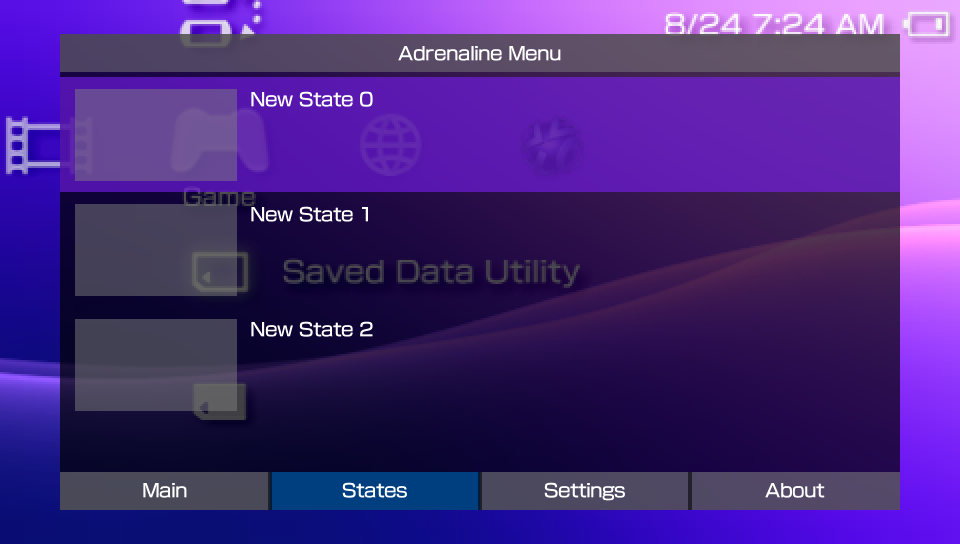 8/24 7:24 AM
Adrenaline Menu
New State 0
Game
New State 1
Saved Data Utility
New State 2
Main
States
Settings
About